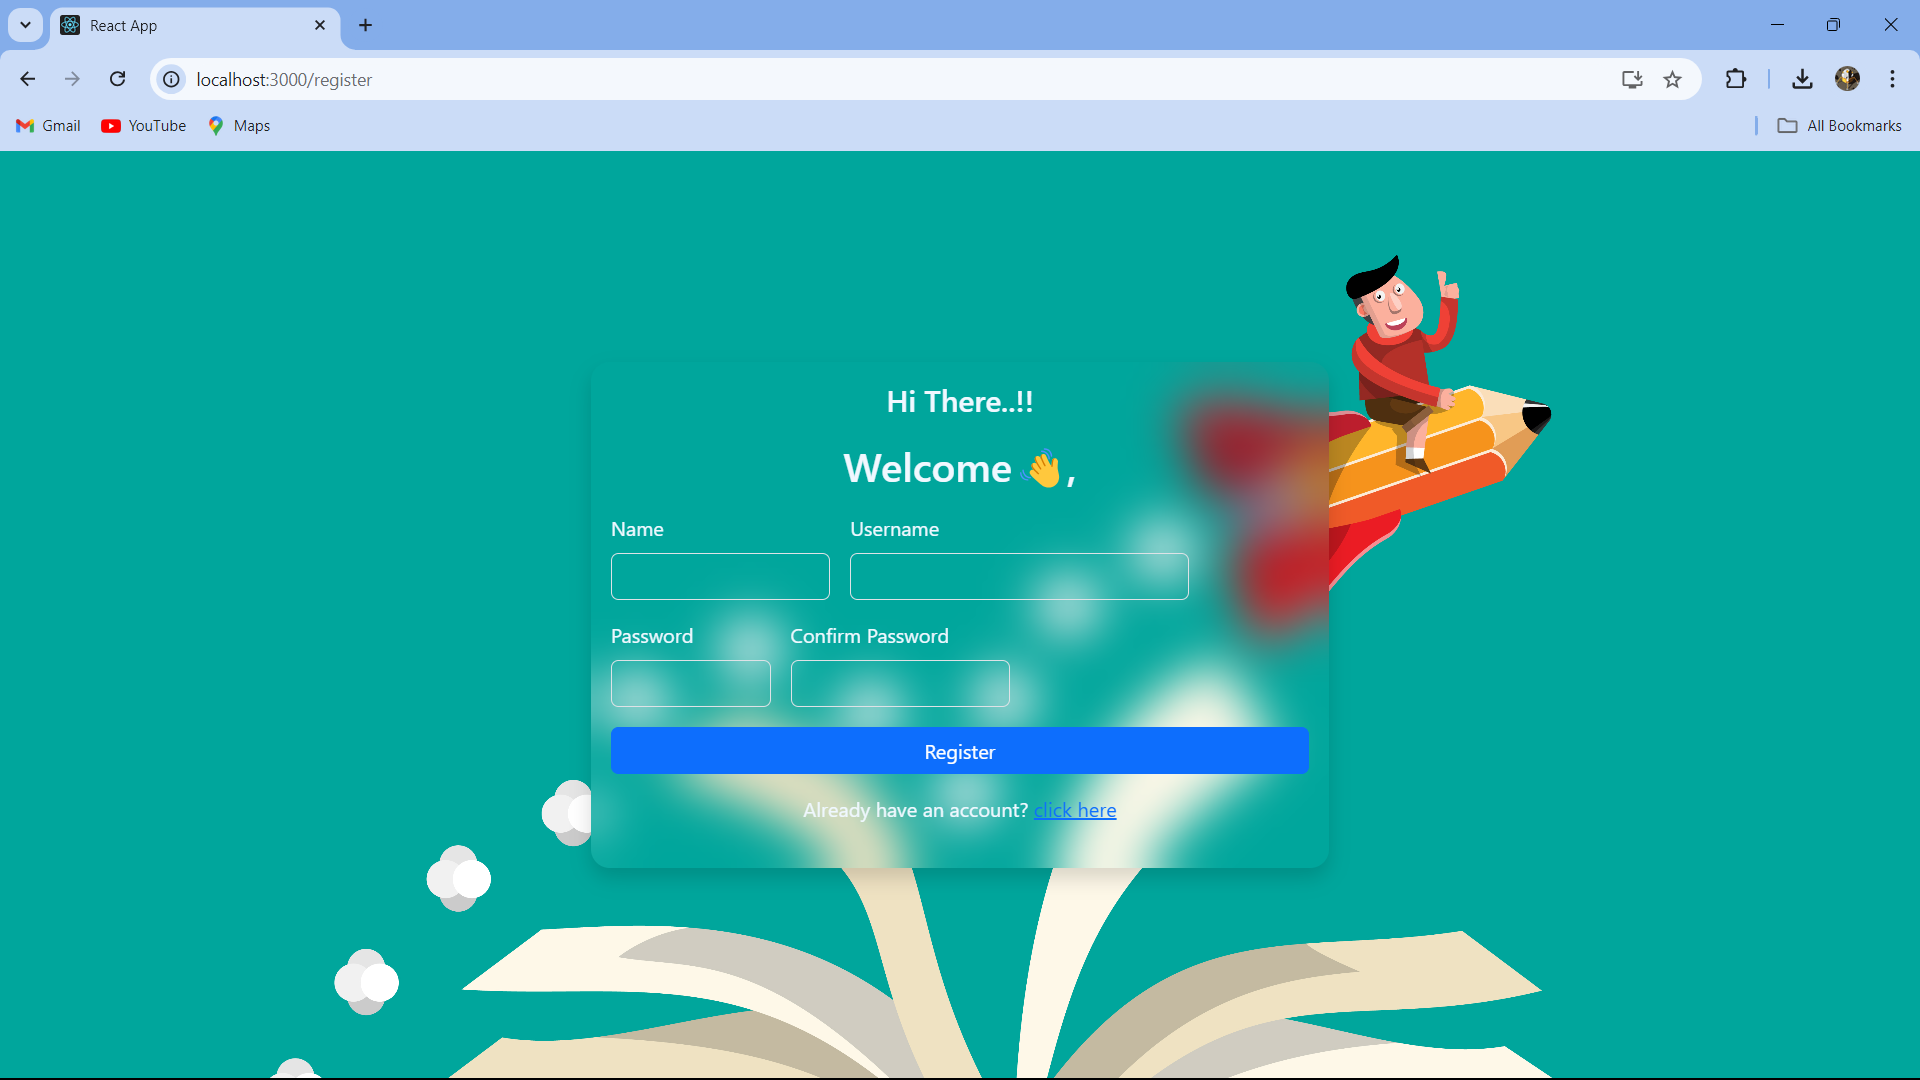 React App
localhost:3000/register
Gmail YouTube Maps All Bookmarks
Hi There..!!
Welcome 👋,
Name Username
Password Confirm Password
Register
Already have an account? click here